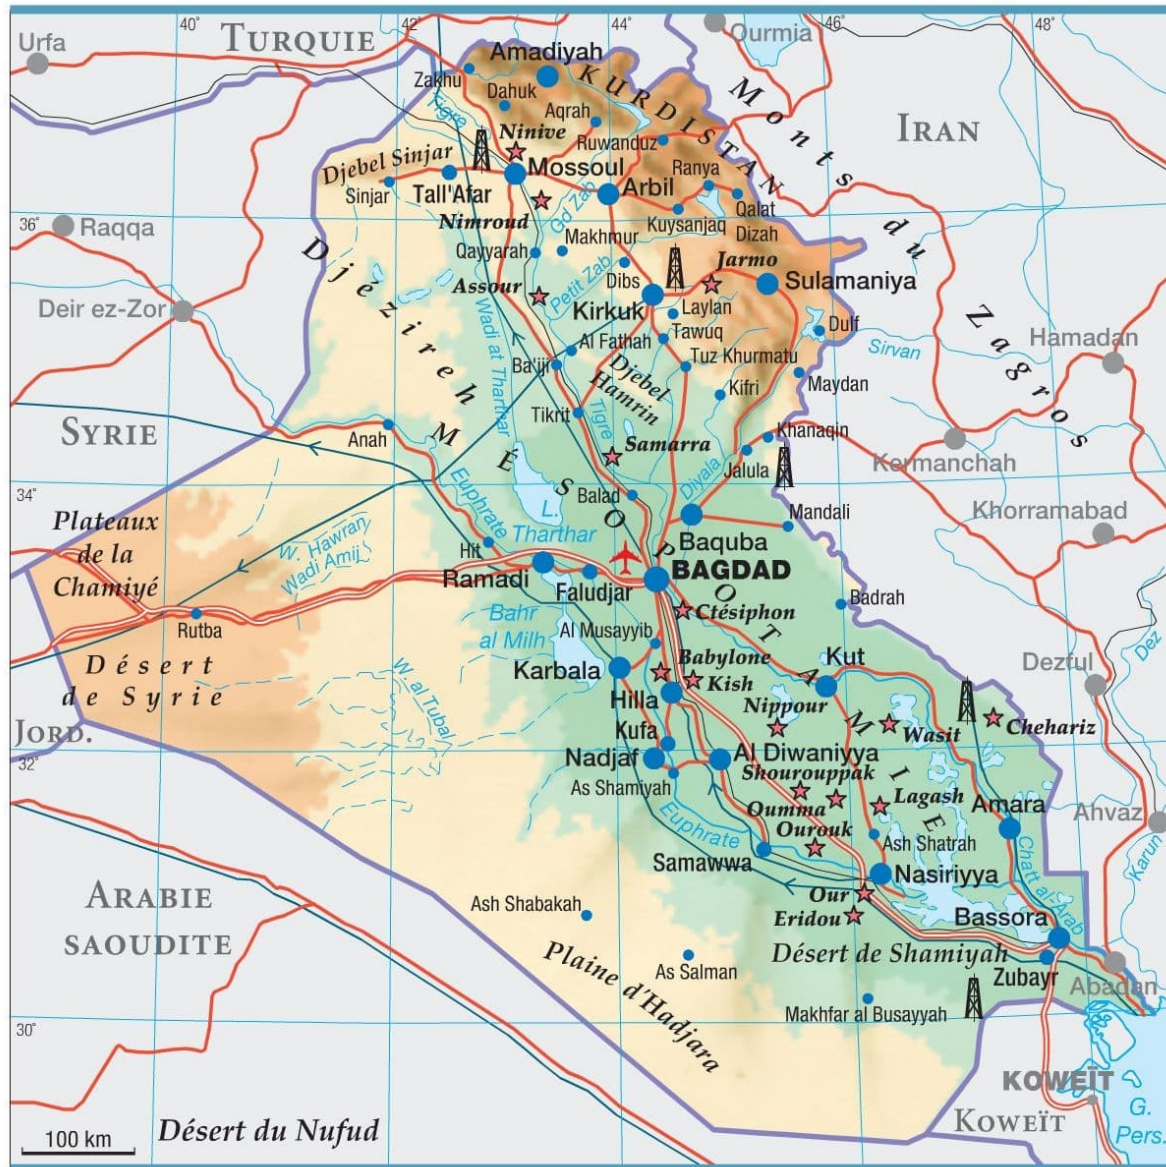 40°
42°
44°
46°
48°
Urfa
TURQUIE
Ourmia
Amadiyah
Zakhu
Dahuk
KURDISTAN
Monts du Zagros
IRAN
Aqrah
Tigre
Ninive
Ruwanduz
Djebel Sinjar
Mossoul
Ranya
Sinjar
Tall'Afar
Arbil
Gd Zab
Nimroud
Kuysanjaq
Qalat
Dizah
36°
Raqqa
Makhmur
Qayyarah
Djézireh
Petit Zab
Dibs
Jarmo
Assour
Sulamaniya
Deir ez-Zor
Kirkuk
Laylan
Wadi at Tharthar
Tawuq
Dulf
Hamadan
Al Fathah
Sirvan
Ba'iji
Djebel
Hamrin
Tuz Khurmatu
Kifri
Maydan
Tikrit
Tigre
SYRIE
Anah
MÉSOPOTAMIE
Samarra
Khanaqin
Kermanchah
Jalula
Divala
34°
Euphrate
Balad
Plateaux
de la
Chamiyé
L.
Tharthar
Mandali
Khorramabad
W. Hawran
Wadi Amij
Hit
Baquba
Ramadi
BAGDAD
Faludjar
Rutba
Ctésiphon
Badrah
Bahr
al Milh
Al Musayyib
Dez
Désert
de Syrie
W. al Tubal
Karbala
Babylone
Kish
Kut
Dezful
Hilla
Nippour
JORD.
Kufa
Wasit
Chehariz
32°
Nadjaf
Al Diwaniyya
As Shamiyah
Shourouppak
Oumma
Lagash
Amara
Ahvaz
Euphrate
Ourouk
Ash Shatrah
Karun
Samawwa
Nasiriyya
Chatt al-Arab
ARABIE
SAOUDITE
Ash Shabakah
Our
Eridou
Bassora
Plaine d'Hadjara
As Salman
Désert de Shamiyah
Zubayr
Abadan
30°
Makhfar al Busayyah
KOWEÏT
KOWEÏT
G.
Pers.
100 km
Désert du Nufud